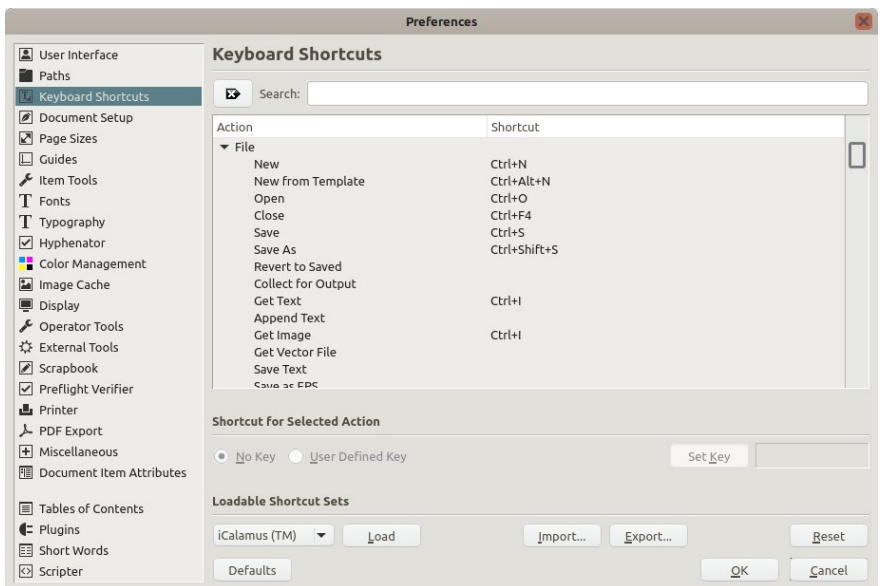 Preferences
User Interface
Paths
Keyboard Shortcuts
Document Setup
Page Sizes
Guides
Item Tools
Fonts
Typography
Hyphenator
Color Management
Image Cache
Display
Operator Tools
External Tools
Scrapbook
Preflight Verifier
Printer
PDF Export
Miscellaneous
Document Item Attributes
Tables of Contents
Plugins
Short Words
Scripter
Keyboard Shortcuts
Search:
Action Shortcut
File
New Ctrl+N
New from Template Ctrl+Alt+N
Open Ctrl+O
Close Ctrl+F4
Save Ctrl+S
Save As Ctrl+Shift+S
Revert to Saved
Collect for Output
Get Text Ctrl+I
Append Text
Get Image Ctrl+I
Get Vector File
Save Text
Save as EPS
Shortcut for Selected Action
No Key User Defined Key Set Key
Loadable Shortcut Sets
iCalamus (TM) Load Import... Export... Reset
Defaults OK Cancel